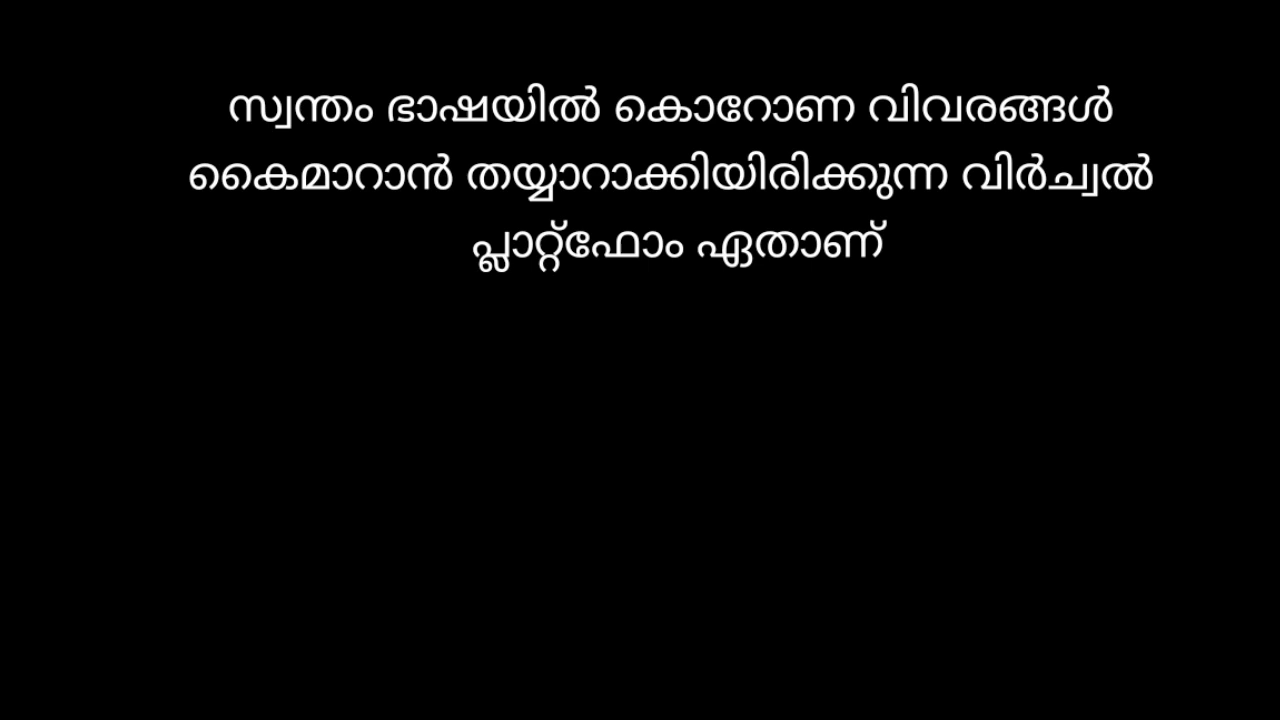 സ്വന്തം ഭാഷയിൽ കൊറോണ വിവരങ്ങൾ
കൈമാറാൻ തയ്യാറാക്കിയിരിക്കുന്ന വിർച്വൽ
പ്ലാറ്റ്ഫോം ഏതാണ്